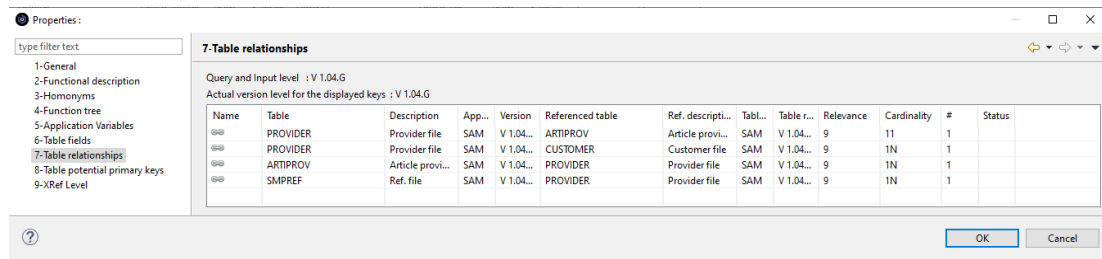 Properties :
type filter text
1-General
2-Functional description
3-Homonyms
4-Function tree
5-Application Variables
6-Table fields
7-Table relationships
8-Table potential primary keys
9-XRef Level
7-Table relationships
Query and Input level : V 1.04.G
Actual version level for the displayed keys : V 1.04.G
Name Table Description App... Version Referenced table Ref. descripti... Tabl... Table r... Relevance Cardinality # Status
PROVIDER Provider file SAM V 1.04... ARTIPROV Article provi... SAM V 1.04... 9 11 1
PROVIDER Provider file SAM V 1.04... CUSTOMER Customer file SAM V 1.04... 9 1N 1
ARTIPROV Article provi... SAM V 1.04... PROVIDER Provider file SAM V 1.04... 9 1N 1
SMPREF Ref. file SAM V 1.04... PROVIDER Provider file SAM V 1.04... 9 1N 1
?
OK Cancel